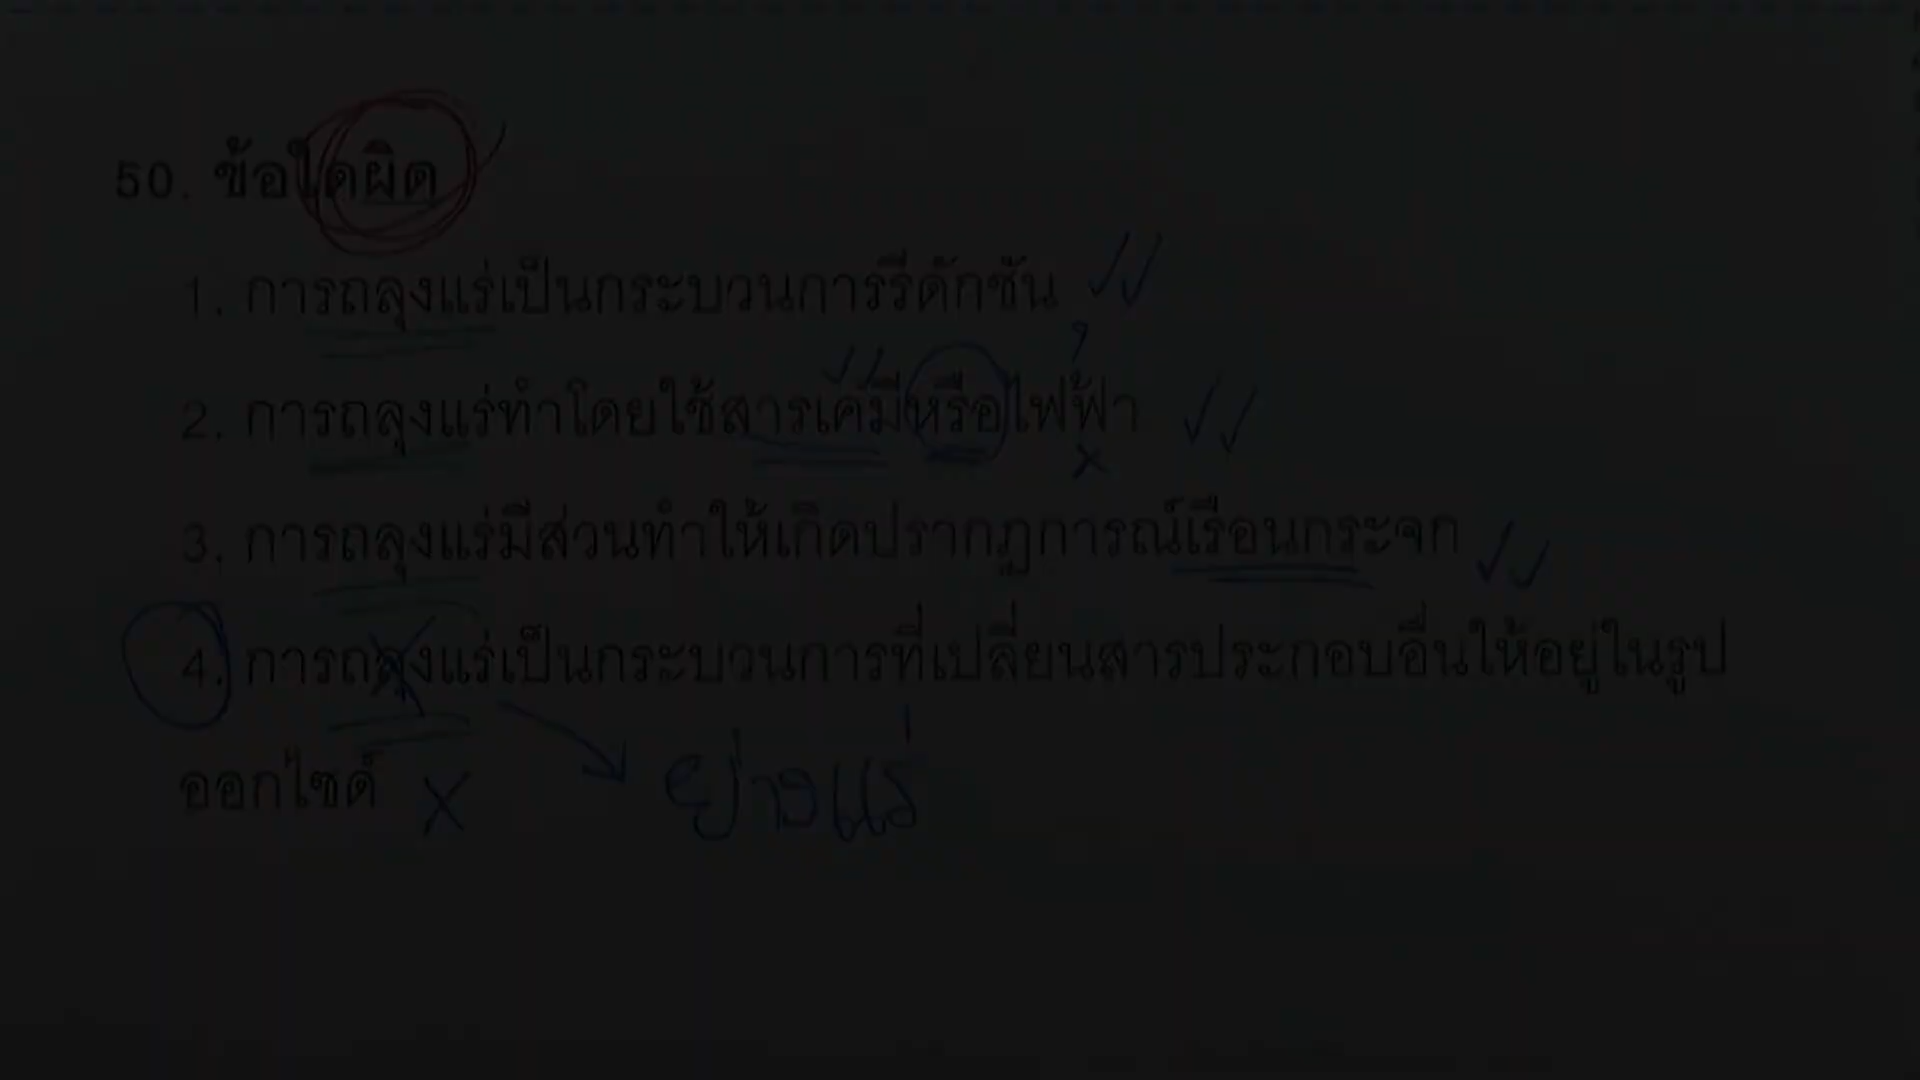 50. ข้อใดผิด
1. การถลุงแร่เป็นกระบวนการรีดักชัน
2. การถลุงแร่ทำโดยใช้สารเคมีหรือไฟฟ้า
3. การถลุงแร่มีส่วนทำให้เกิดปรากฏการณ์เรือนกระจก
4. การถลุงแร่เป็นกระบวนการที่เปลี่ยนสารประกอบอื่นให้อยู่ในรูป
ออกไซด์
ย่างแร่